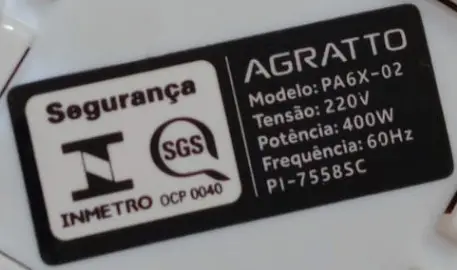 Segurança
SGS
INMETRO OCP 0040
AGRATTO
Modelo: PA6X-02
Tensão: 220V
Potência: 400W
Frequência: 60Hz
PI-7558SC